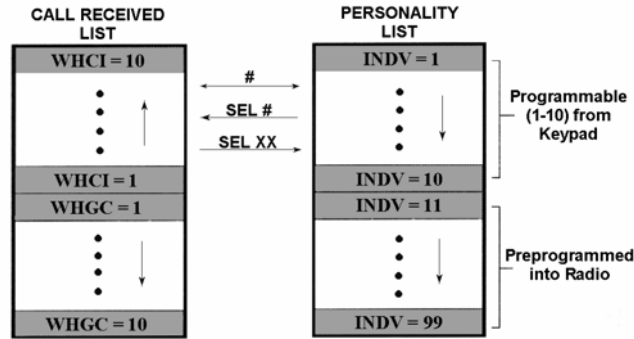 CALL RECEIVED
LIST
WHCI = 10
WHCI = 1
WHGC = 1
WHGC = 10
#
SEL #
SEL XX
PERSONALITY
LIST
INDV = 1
INDV = 10
INDV = 11
INDV = 99
Programmable
(1-10) from
Keypad
Preprogrammed
into Radio